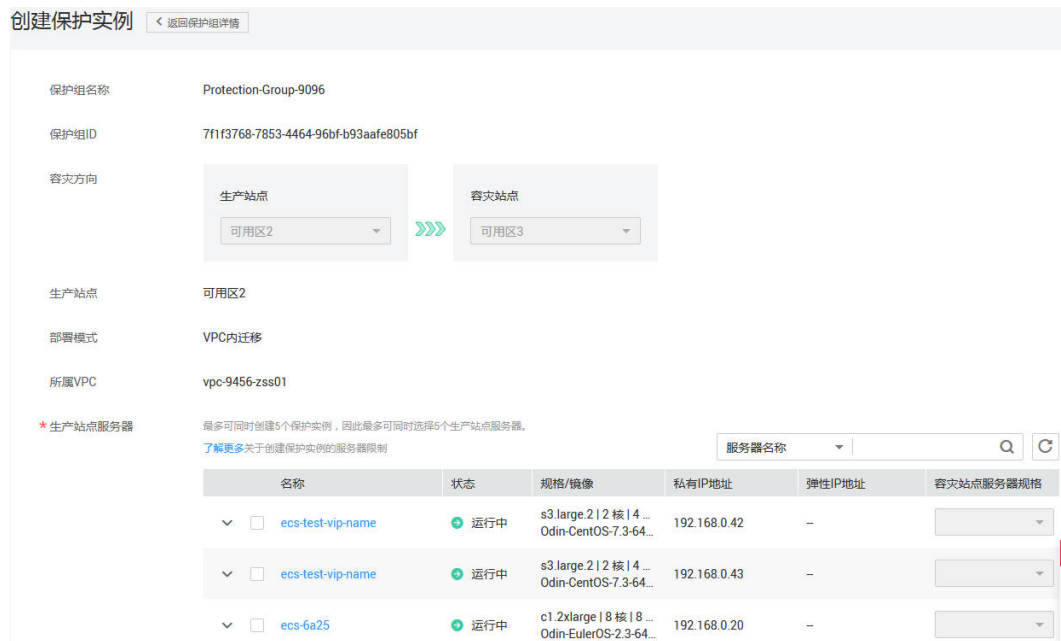 创建保护实例 返回保护组详情
保护组名称 Protection-Group-9096
保护组ID 7f1f3768-7853-4464-96bf-b93aafe805bf
容灾方向
生产站点 容灾站点
可用区2 可用区3
生产站点 可用区2
部署模式 VPC内迁移
所属VPC vpc-9456-zss01
*生产站点服务器 最多可同时创建5个保护实例，因此最多可同时选择5个生产站点服务器。
了解更多关于创建保护实例的服务器限制 服务器名称
名称 状态 规格/镜像 私有IP地址 弹性IP地址 容灾站点服务器规格
ecs-test-vip-name 运行中 s3.large.2 | 2 核 | 4 ... 192.168.0.42 --
Odin-CentOS-7.3-64...
ecs-test-vip-name 运行中 s3.large.2 | 2 核 | 4 ... 192.168.0.43 --
Odin-CentOS-7.3-64...
ecs-6a25 运行中 c1.2xlarge | 8 核 | 8 ... 192.168.0.20 --
Odin-EulerOS-2.3-64...